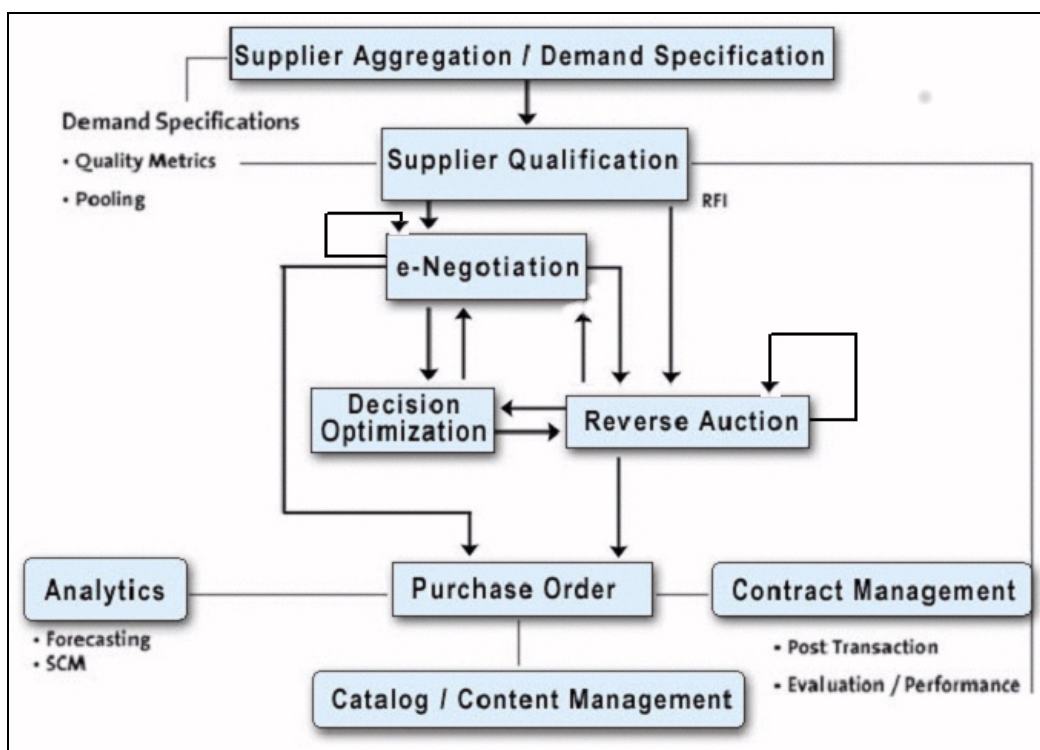 Supplier Aggregation / Demand Specification
Demand Specifications
• Quality Metrics
• Pooling
Supplier Qualification
RFI
e-Negotiation
Decision
Optimization
Reverse Auction
Analytics
• Forecasting
• SCM
Purchase Order
Contract Management
• Post Transaction
• Evaluation / Performance
Catalog / Content Management